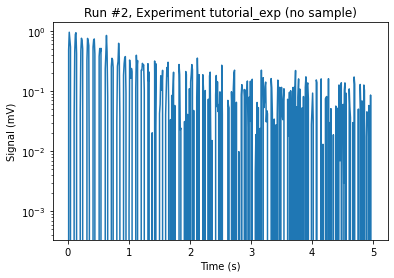 Run #2, Experiment tutorial_exp (no sample)
Signal (mV)
10⁰
10⁻¹
10⁻²
10⁻³
0 1 2 3 4 5
Time (s)